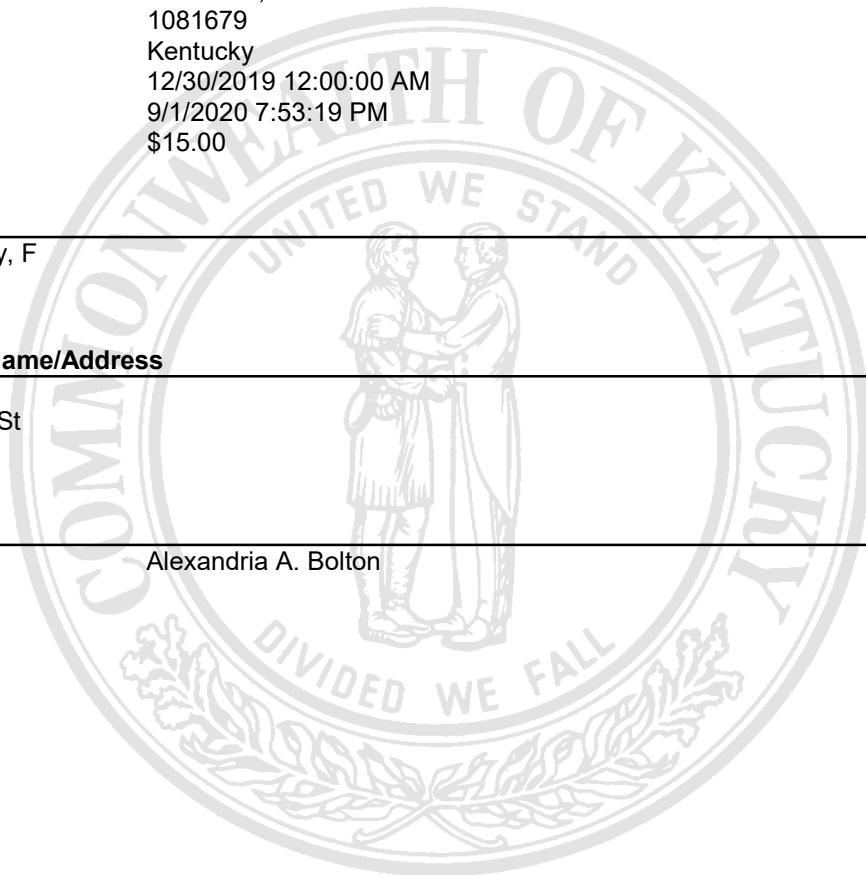 1081679
Kentucky
12/30/2019 12:00:00 AM
9/1/2020 7:53:19 PM
$15.00
y, F
ame/Address
St
Alexandria A. Bolton
COMMONWEALTH OF KENTUCKY
UNITED WE STAND
DIVIDED WE FALL